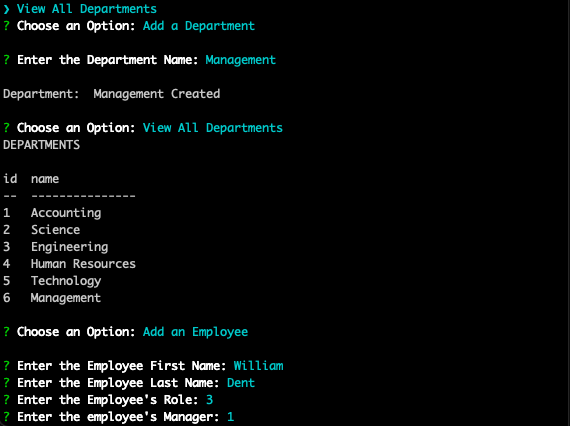 ❯ View All Departments
? Choose an Option: Add a Department
? Enter the Department Name: Management
Department:  Management Created
? Choose an Option: View All Departments
DEPARTMENTS
id  name
--  ---------------
1   Accounting
2   Science
3   Engineering
4   Human Resources
5   Technology
6   Management
? Choose an Option: Add an Employee
? Enter the Employee First Name: William
? Enter the Employee Last Name: Dent
? Enter the Employee's Role: 3
? Enter the employee's Manager: 1